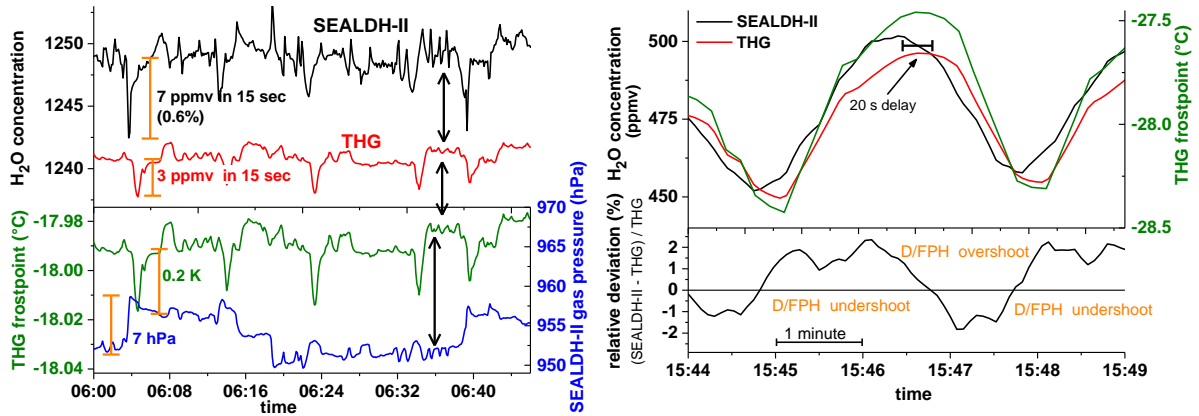 SEALDH-II
1250
1245
1240
H2O concentration
7 ppmv in 15 sec
(0.6%)
THG
3 ppmv in 15 sec
-17.98
-18.00
-18.02
-18.04
THG frostpoint (°C)
0.2 K
7 hPa
970
965
960
955
950
SEALDH-II gas pressure (hPa)
06:00 06:08 06:16 06:24 06:32 06:40
time
SEALDH-II
THG
500
475
450
H2O concentration
(ppmv)
20 s delay
-27.5
-28.0
-28.5
THG frostpoint (°C)
relative deviation (%)
(SEALDH-II - THG) / THG
2
1
0
-1
-2
D/FPH overshoot
D/FPH undershoot
D/FPH undershoot
1 minute
15:44 15:45 15:46 15:47 15:48 15:49
time